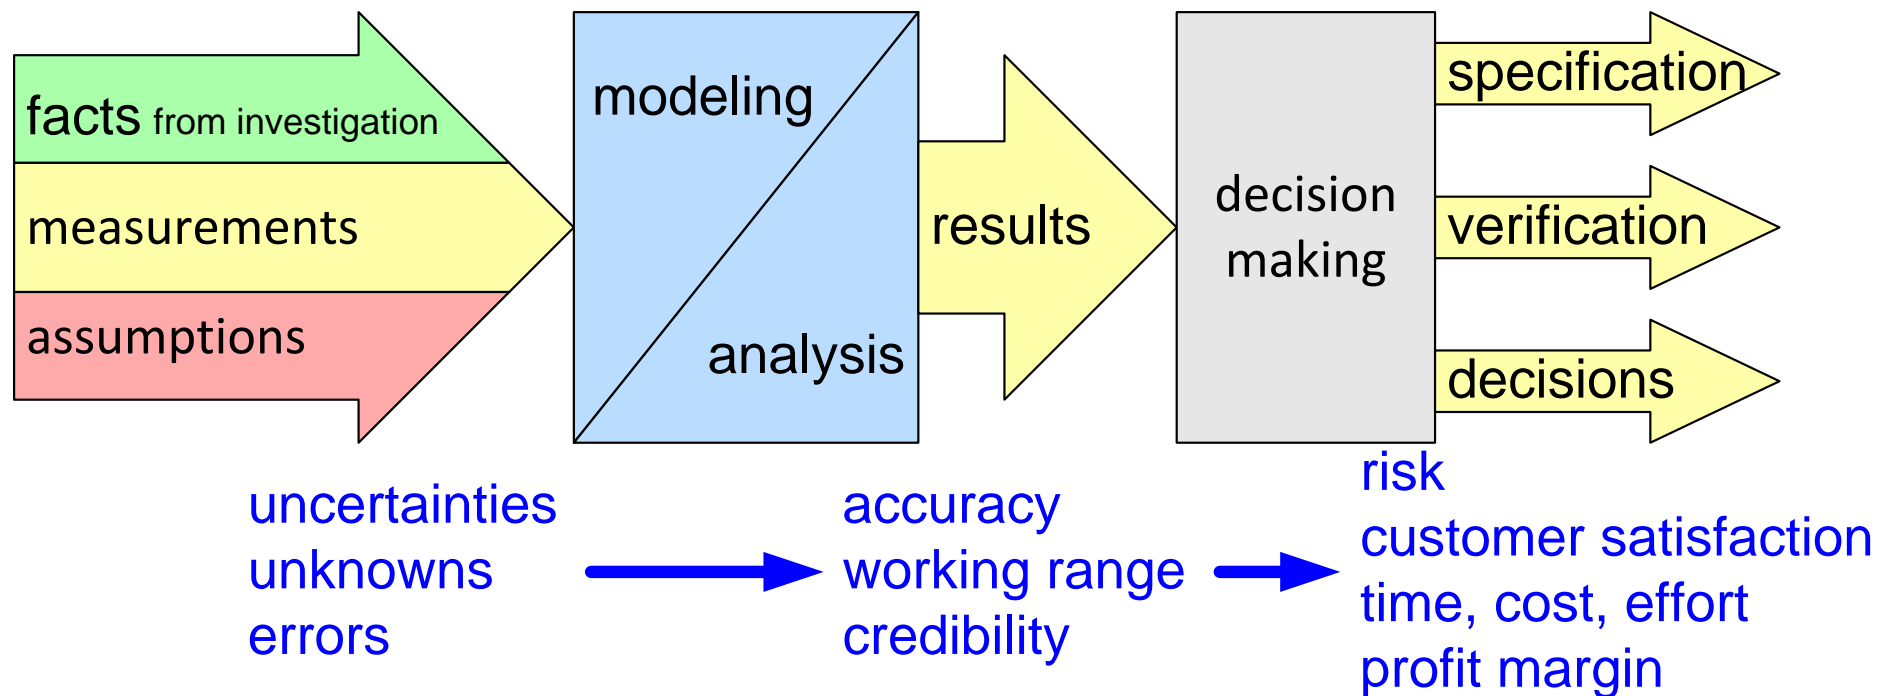 facts from investigation
measurements
assumptions
modeling
analysis
results
decision
making
specification
verification
decisions
uncertainties
unknowns
errors
accuracy
working range
credibility
risk
customer satisfaction
time, cost, effort
profit margin